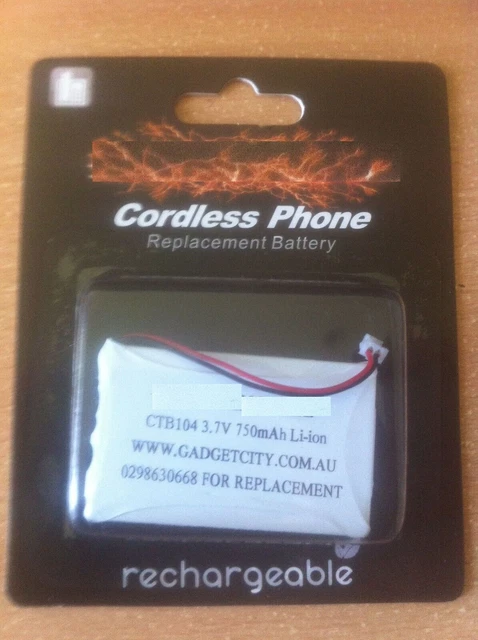 Cordless Phone
Replacement Battery
CTB104 3.7V 750mAh Li-ion
WWW.GADGETCITY.COM.AU
0298630668 FOR REPLACEMENT
rechargeable